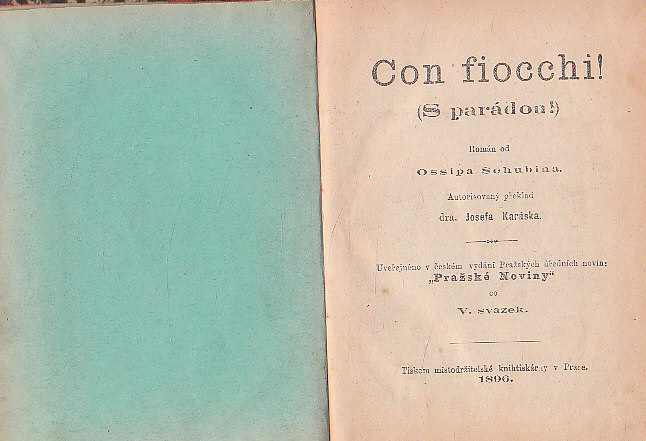 Con fiocchi!
(S parádou!)
Román od
Ossipa Schubina.
Autorisovaný překlad
dra. Josefa Karáska.
Uveřejněno v českém vydání Pražských úředních novin:
„Pražské Noviny“
co
V. svazek.
Tiskem místodržitelské knihtiskárny v Praze.
1896.